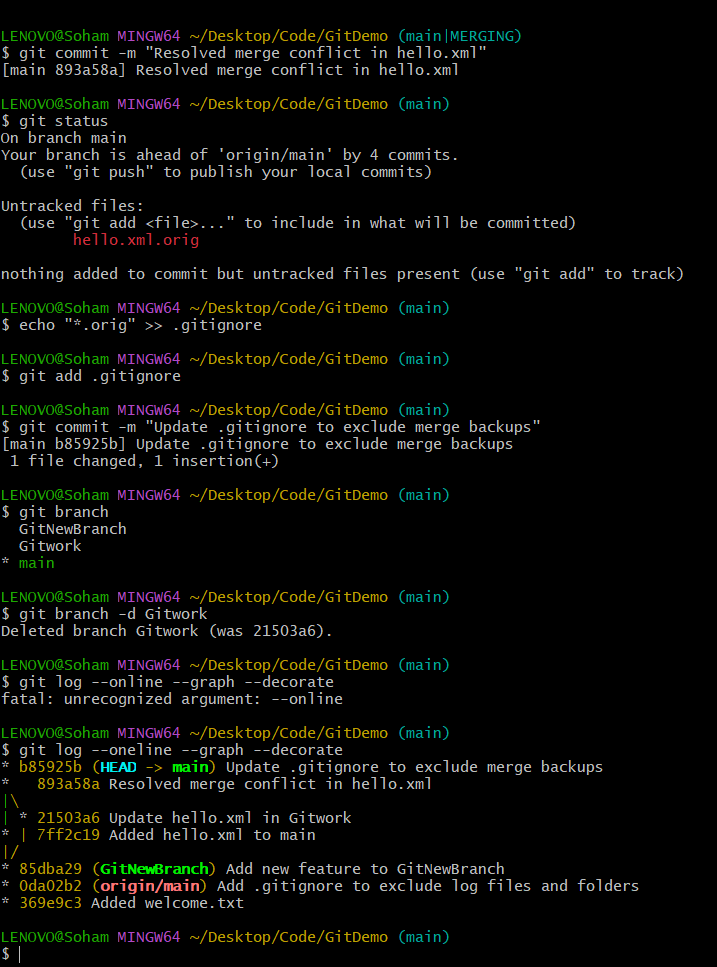 LENOVO@Soham MINGW64 ~/Desktop/Code/GitDemo (main|MERGING)
$ git commit -m "Resolved merge conflict in hello.xml"
[main 893a58a] Resolved merge conflict in hello.xml

LENOVO@Soham MINGW64 ~/Desktop/Code/GitDemo (main)
$ git status
On branch main
Your branch is ahead of 'origin/main' by 4 commits.
  (use "git push" to publish your local commits)

Untracked files:
  (use "git add <file>..." to include in what will be committed)
        hello.xml.orig

nothing added to commit but untracked files present (use "git add" to track)

LENOVO@Soham MINGW64 ~/Desktop/Code/GitDemo (main)
$ echo "*.orig" >> .gitignore

LENOVO@Soham MINGW64 ~/Desktop/Code/GitDemo (main)
$ git add .gitignore

LENOVO@Soham MINGW64 ~/Desktop/Code/GitDemo (main)
$ git commit -m "Update .gitignore to exclude merge backups"
[main b85925b] Update .gitignore to exclude merge backups
 1 file changed, 1 insertion(+)

LENOVO@Soham MINGW64 ~/Desktop/Code/GitDemo (main)
$ git branch
  GitNewBranch
  Gitwork
* main

LENOVO@Soham MINGW64 ~/Desktop/Code/GitDemo (main)
$ git branch -d Gitwork
Deleted branch Gitwork (was 21503a6).

LENOVO@Soham MINGW64 ~/Desktop/Code/GitDemo (main)
$ git log --online --graph --decorate
fatal: unrecognized argument: --online

LENOVO@Soham MINGW64 ~/Desktop/Code/GitDemo (main)
$ git log --oneline --graph --decorate
* b85925b (HEAD -> main) Update .gitignore to exclude merge backups
*   893a58a Resolved merge conflict in hello.xml
|\
| * 21503a6 Update hello.xml in Gitwork
* | 7ff2c19 Added hello.xml to main
|/
* 85dba29 (GitNewBranch) Add new feature to GitNewBranch
* 0da02b2 (origin/main) Add .gitignore to exclude log files and folders
* 369e9c3 Added welcome.txt

LENOVO@Soham MINGW64 ~/Desktop/Code/GitDemo (main)
$